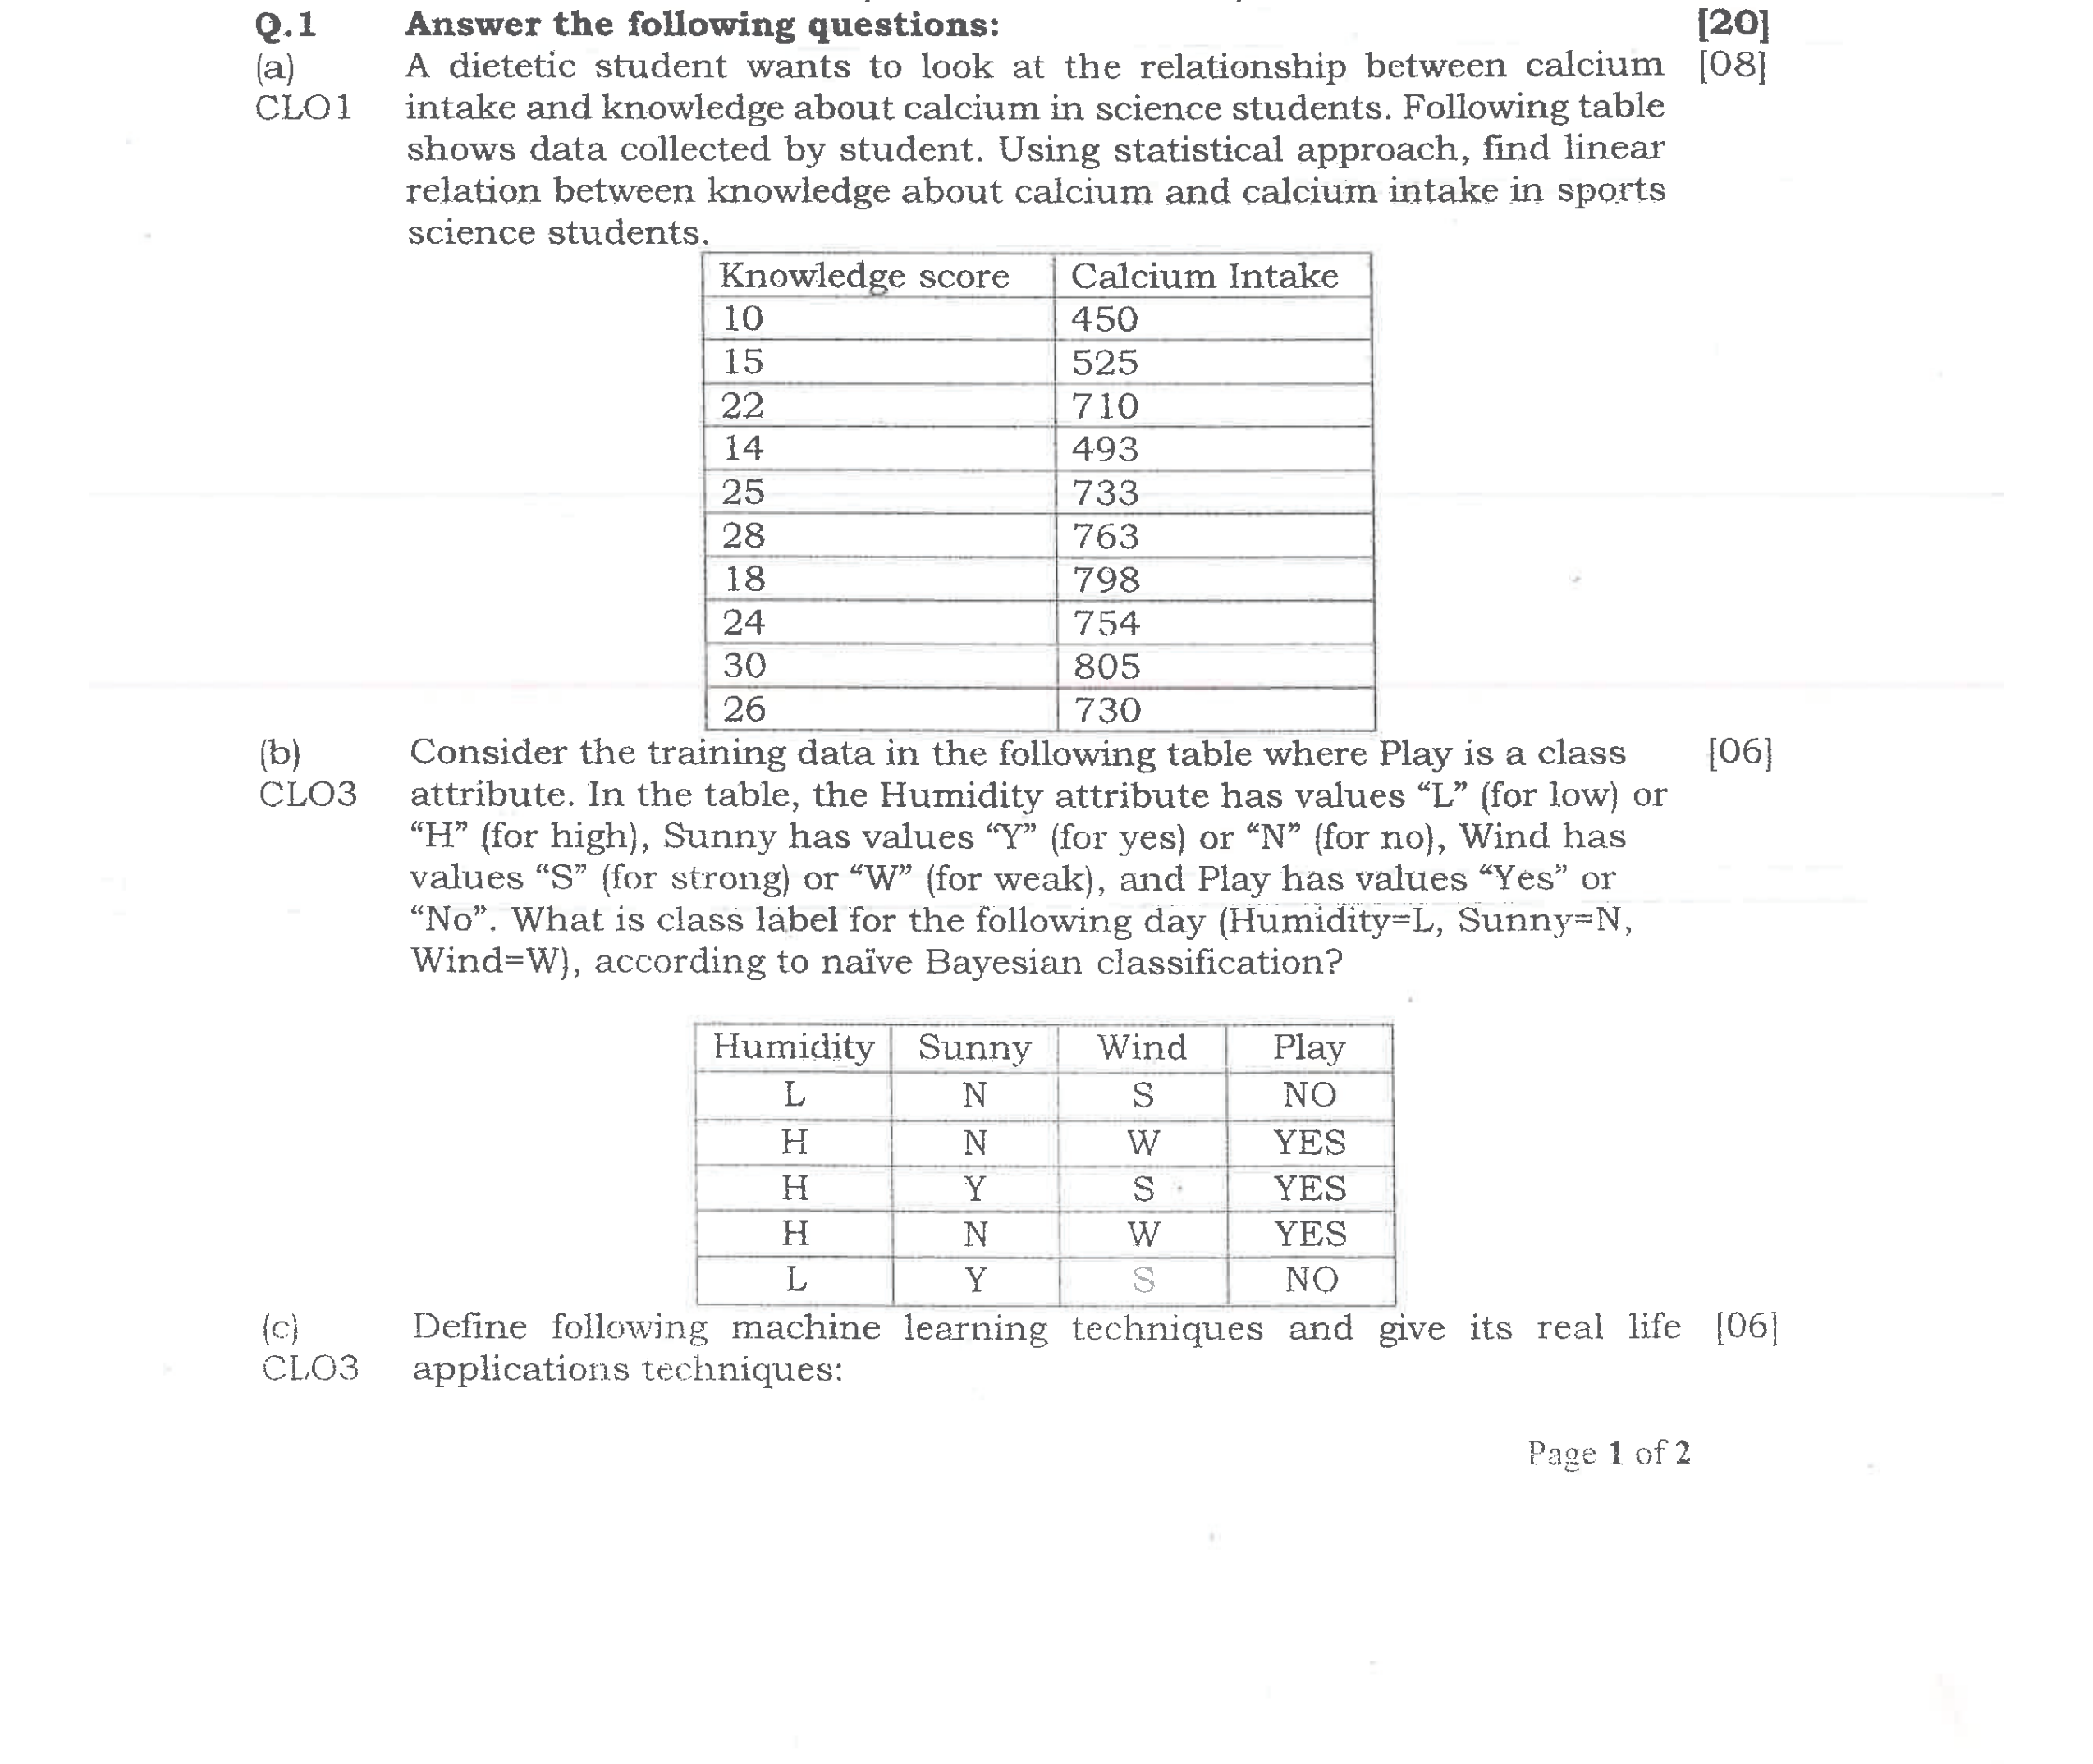 Q.1 Answer the following questions: [20]
(a) A dietetic student wants to look at the relationship between calcium [08]
CLO1 intake and knowledge about calcium in science students. Following table
shows data collected by student. Using statistical approach, find linear
relation between knowledge about calcium and calcium intake in sports
science students.
Knowledge score Calcium Intake
10 450
15 525
22 710
14 493
25 733
28 763
18 798
24 754
30 805
26 730
(b) Consider the training data in the following table where Play is a class [06]
CLO3 attribute. In the table, the Humidity attribute has values “L” (for low) or
“H” (for high), Sunny has values “Y” (for yes) or “N” (for no), Wind has
values “S” (for strong) or “W” (for weak), and Play has values “Yes” or
“No”. What is class label for the following day (Humidity=L, Sunny=N,
Wind=W), according to naïve Bayesian classification?
Humidity Sunny Wind Play
L N S NO
H N W YES
H Y S YES
H N W YES
L Y S NO
(c) Define following machine learning techniques and give its real life [06]
CLO3 applications techniques:
Page 1 of 2